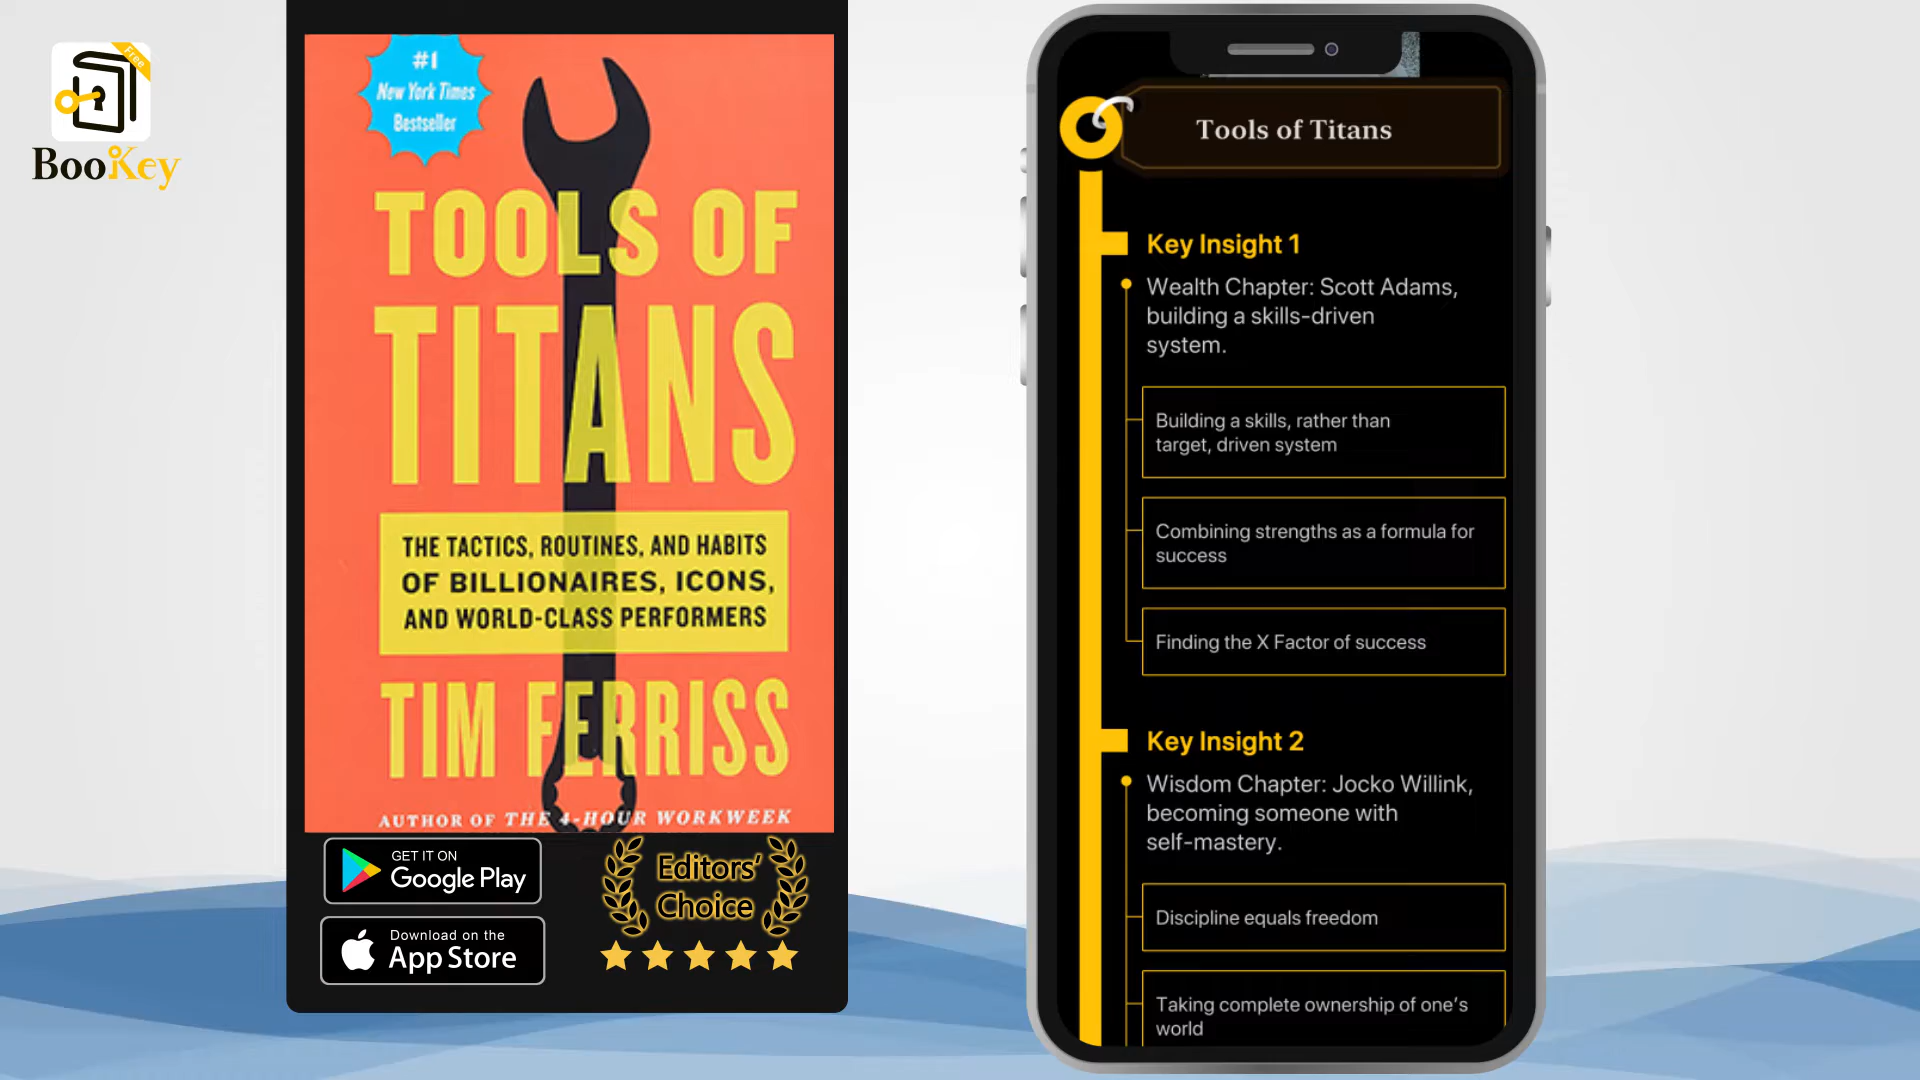 Free
BooKey
#1
New York Times
Bestseller
TOOLS OF
TITANS
THE TACTICS, ROUTINES, AND HABITS
OF BILLIONAIRES, ICONS,
AND WORLD-CLASS PERFORMERS
TIM FERRISS
AUTHOR OF THE 4-HOUR WORKWEEK
GET IT ON
Google Play
Download on the
App Store
Editors'
Choice
Tools of Titans
Key Insight 1
Wealth Chapter: Scott Adams,
building a skills-driven
system.
Building a skills, rather than
target, driven system
Combining strengths as a formula for
success
Finding the X Factor of success
Key Insight 2
Wisdom Chapter: Jocko Willink,
becoming someone with
self-mastery.
Discipline equals freedom
Taking complete ownership of one's
world